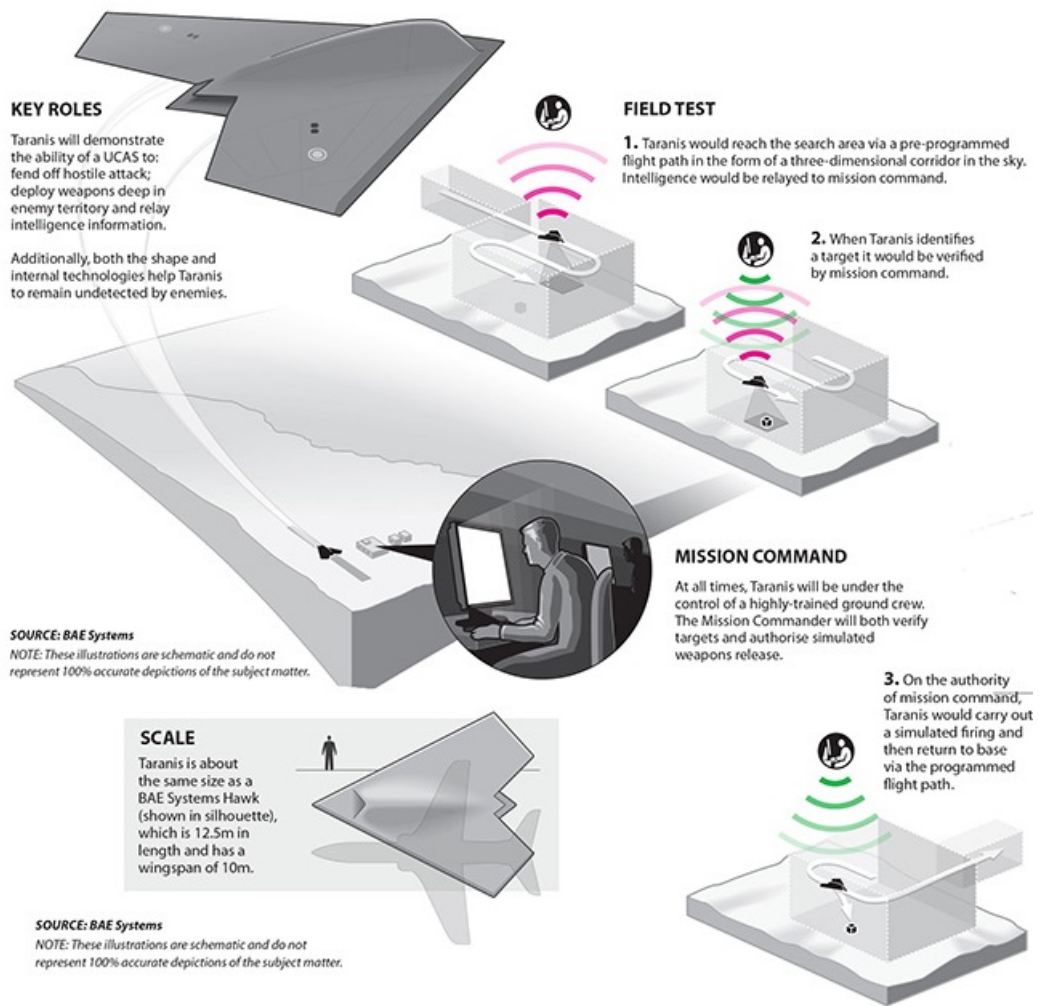 KEY ROLES
Taranis will demonstrate
the ability of a UCAS to:
fend off hostile attack;
deploy weapons deep in
enemy territory and relay
intelligence information.
Additionally, both the shape and
internal technologies help Taranis
to remain undetected by enemies.
FIELD TEST
1. Taranis would reach the search area via a pre-programmed
flight path in the form of a three-dimensional corridor in the sky.
Intelligence would be relayed to mission command.
2. When Taranis identifies
a target it would be verified
by mission command.
MISSION COMMAND
At all times, Taranis will be under the
control of a highly-trained ground crew.
The Mission Commander will both verify
targets and authorise simulated
weapons release.
SOURCE: BAE Systems
NOTE: These illustrations are schematic and do not
represent 100% accurate depictions of the subject matter.
3. On the authority
of mission command,
Taranis would carry out
a simulated firing and
then return to base
via the programmed
flight path.
SCALE
Taranis is about
the same size as a
BAE Systems Hawk
(shown in silhouette),
which is 12.5m in
length and has a
wingspan of 10m.
SOURCE: BAE Systems
NOTE: These illustrations are schematic and do not
represent 100% accurate depictions of the subject matter.